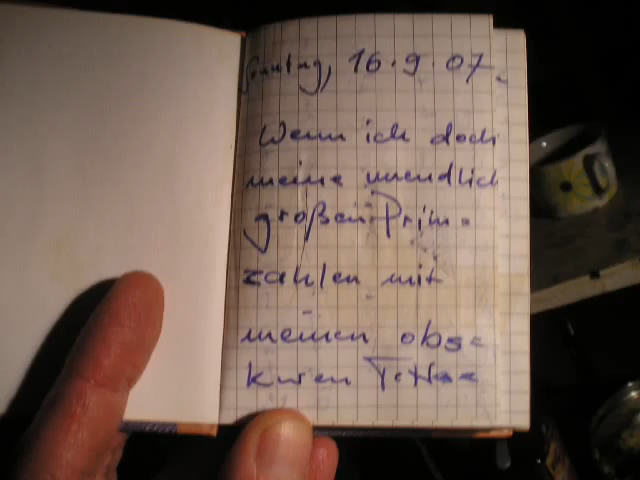 Sonntag, 16.9.07.
Wenn ich doch
meine unendlich
großen Prim-
zahlen mit
meinen obs-
kuren